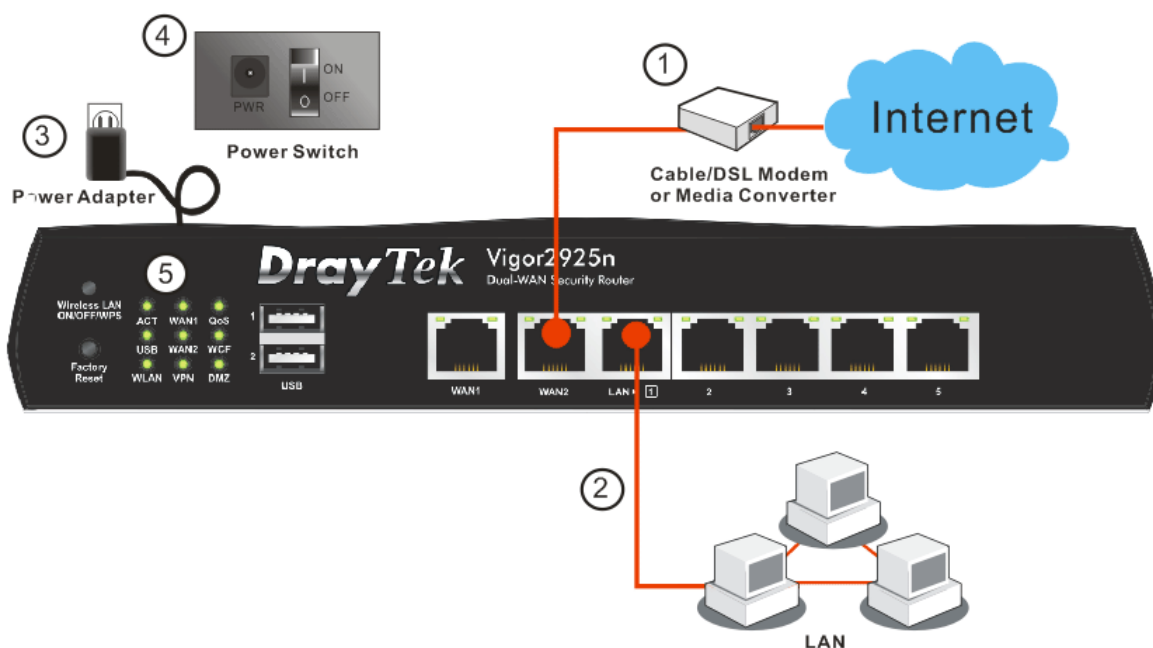 4
ON
PWR
OFF
Power Switch
1
Internet
3
Cable/DSL Modem
or Media Converter
Power Adapter
DrayTek
Vigor2925n
Dual-WAN Security Router
5
Wireless LAN
ON/OFF/WPS
ACT WAN1 QoS
USB WAN2 WCF
WLAN VPN DMZ
Factory
Reset
1
2
USB
WAN1
WAN2
LAN
1
2
3
4
5
2
LAN